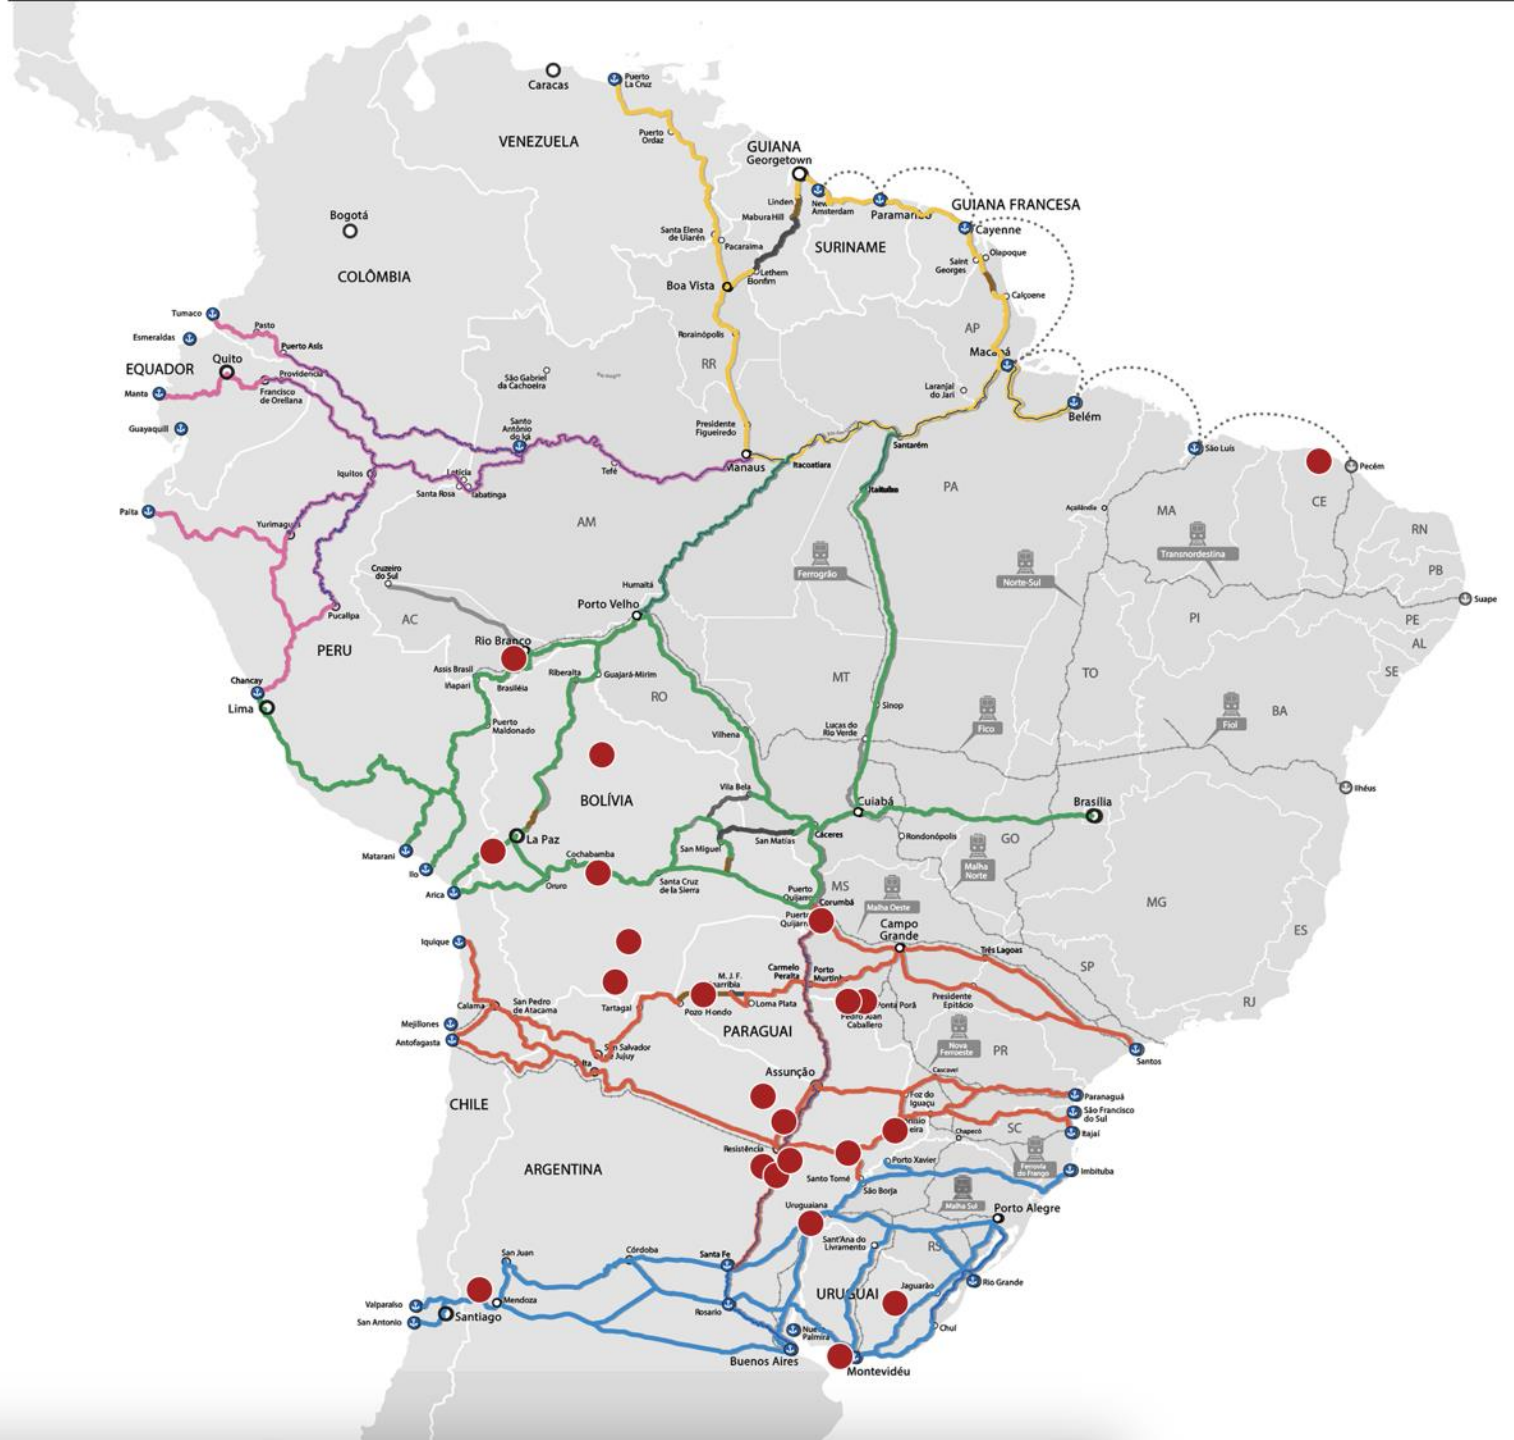 Caracas
Puerto
La Cruz
VENEZUELA
Puerto
Ordaz
GUIANA
Georgetown
Linden
Mabura Hill
New
Amsterdam
Paramaribo
GUIANA FRANCESA
Cayenne
SURINAME
Bogotá
COLÔMBIA
Santa Elena
de Uiarén
Pacaraima
Lethem
Bonfim
Boa Vista
Saint
Georges
Oiapoque
Calçoene
AP
Macapá
Laranjal
do Jari
Belém
Rorainópolis
RR
Tumaco
Pasto
Esmeraldas
Puerto Asis
EQUADOR
Quito
Providencia
Manta
Francisco
de Orellana
Guayaquill
São Gabriel
da Cachoeira
Santo
Antônio
do Içá
Presidente
Figueiredo
Manaus
Itacoatiara
Santarém
São Luis
Pecém
CE
Iquitos
Letícia
Santa Rosa
Tabatinga
Tefé
Paita
Yurimaguas
AM
Itaituba
PA
Açailândia
MA
Transnordestina
RN
PB
Suape
PE
AL
SE
PI
Ferrogrão
Norte-Sul
Cruzeiro
do Sul
Humaitá
Porto Velho
Pucallpa
AC
PERU
Rio Branco
Assis Brasil
Iñapari
Brasiléia
Riberalta
Guajará-Mirim
RO
MT
TO
BA
Chancay
Lima
Puerto
Maldonado
Vilhena
Lucas do
Rio Verde
Sinop
Fico
Fiol
Ilhéus
BOLÍVIA
Vila Bela
Cuiabá
Brasília
La Paz
San Matías
Cáceres
Rondonópolis
GO
Matarani
Ilo
Arica
Cochabamba
Oruro
San Miguel
Santa Cruz
de la Sierra
Malha
Norte
MS
Malha Oeste
Puerto
Quijarro
Corumbá
Puerto
Quijarro
MG
ES
Iquique
Campo
Grande
Três Lagoas
SP
RJ
Carmelo
Peralta
Porto
Murtinho
Calama
San Pedro
de Atacama
Tartagal
M. J. F.
Pozo Hondo
Loma Plata
Ponta Porã
Pedro Juan
Caballero
Presidente
Epitácio
Mejillones
Antofagasta
San Salvador
de Jujuy
Salta
PARAGUAI
Nova
Ferroeste
PR
Santos
Assunção
Cascavel
CHILE
Foz do
Iguaçu
Paranaguá
São Francisco
do Sul
Itajaí
SC
Chapecó
Resistência
ARGENTINA
Santo Tomé
Porto Xavier
São Borja
Ferrovia
do Frango
Imbituba
Malha Sul
Uruguaiana
Porto Alegre
San Juan
Córdoba
Santa Fe
Sant'Ana do
Livramento
RS
Mendoza
Valparaíso
San Antonio
Santiago
Rosario
URUGUAI
Jaguarão
Rio Grande
Chuí
Nueva
Palmira
Buenos Aires
Montevidéu